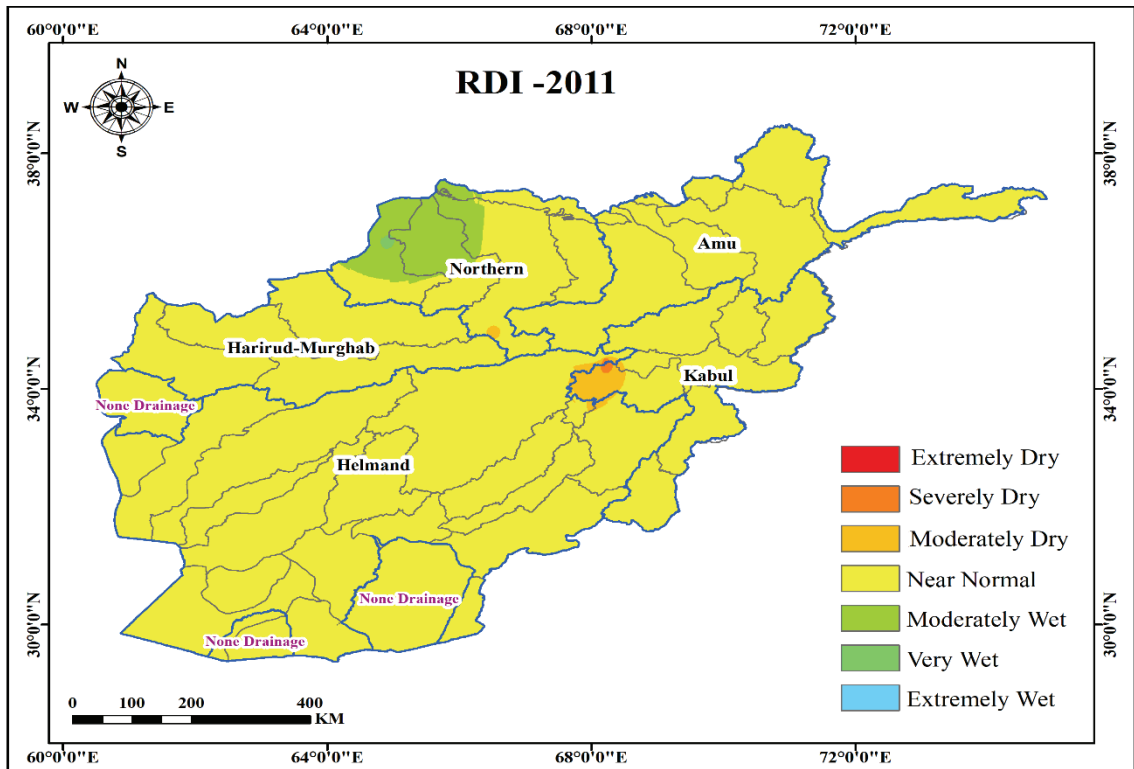 60°0'0"E 64°0'0"E 68°0'0"E 72°0'0"E
RDI -2011
N
W E
S
38°0'0"N 38°0'0"N
Amu
Northern
Harirud-Murghab
34°0'0"N 34°0'0"N
Kabul
None Drainage
Helmand
Extremely Dry
Severely Dry
Moderately Dry
Near Normal
None Drainage
Moderately Wet
30°0'0"N 30°0'0"N
None Drainage
Very Wet
Extremely Wet
0 100 200 400
KM
60°0'0"E 64°0'0"E 68°0'0"E 72°0'0"E